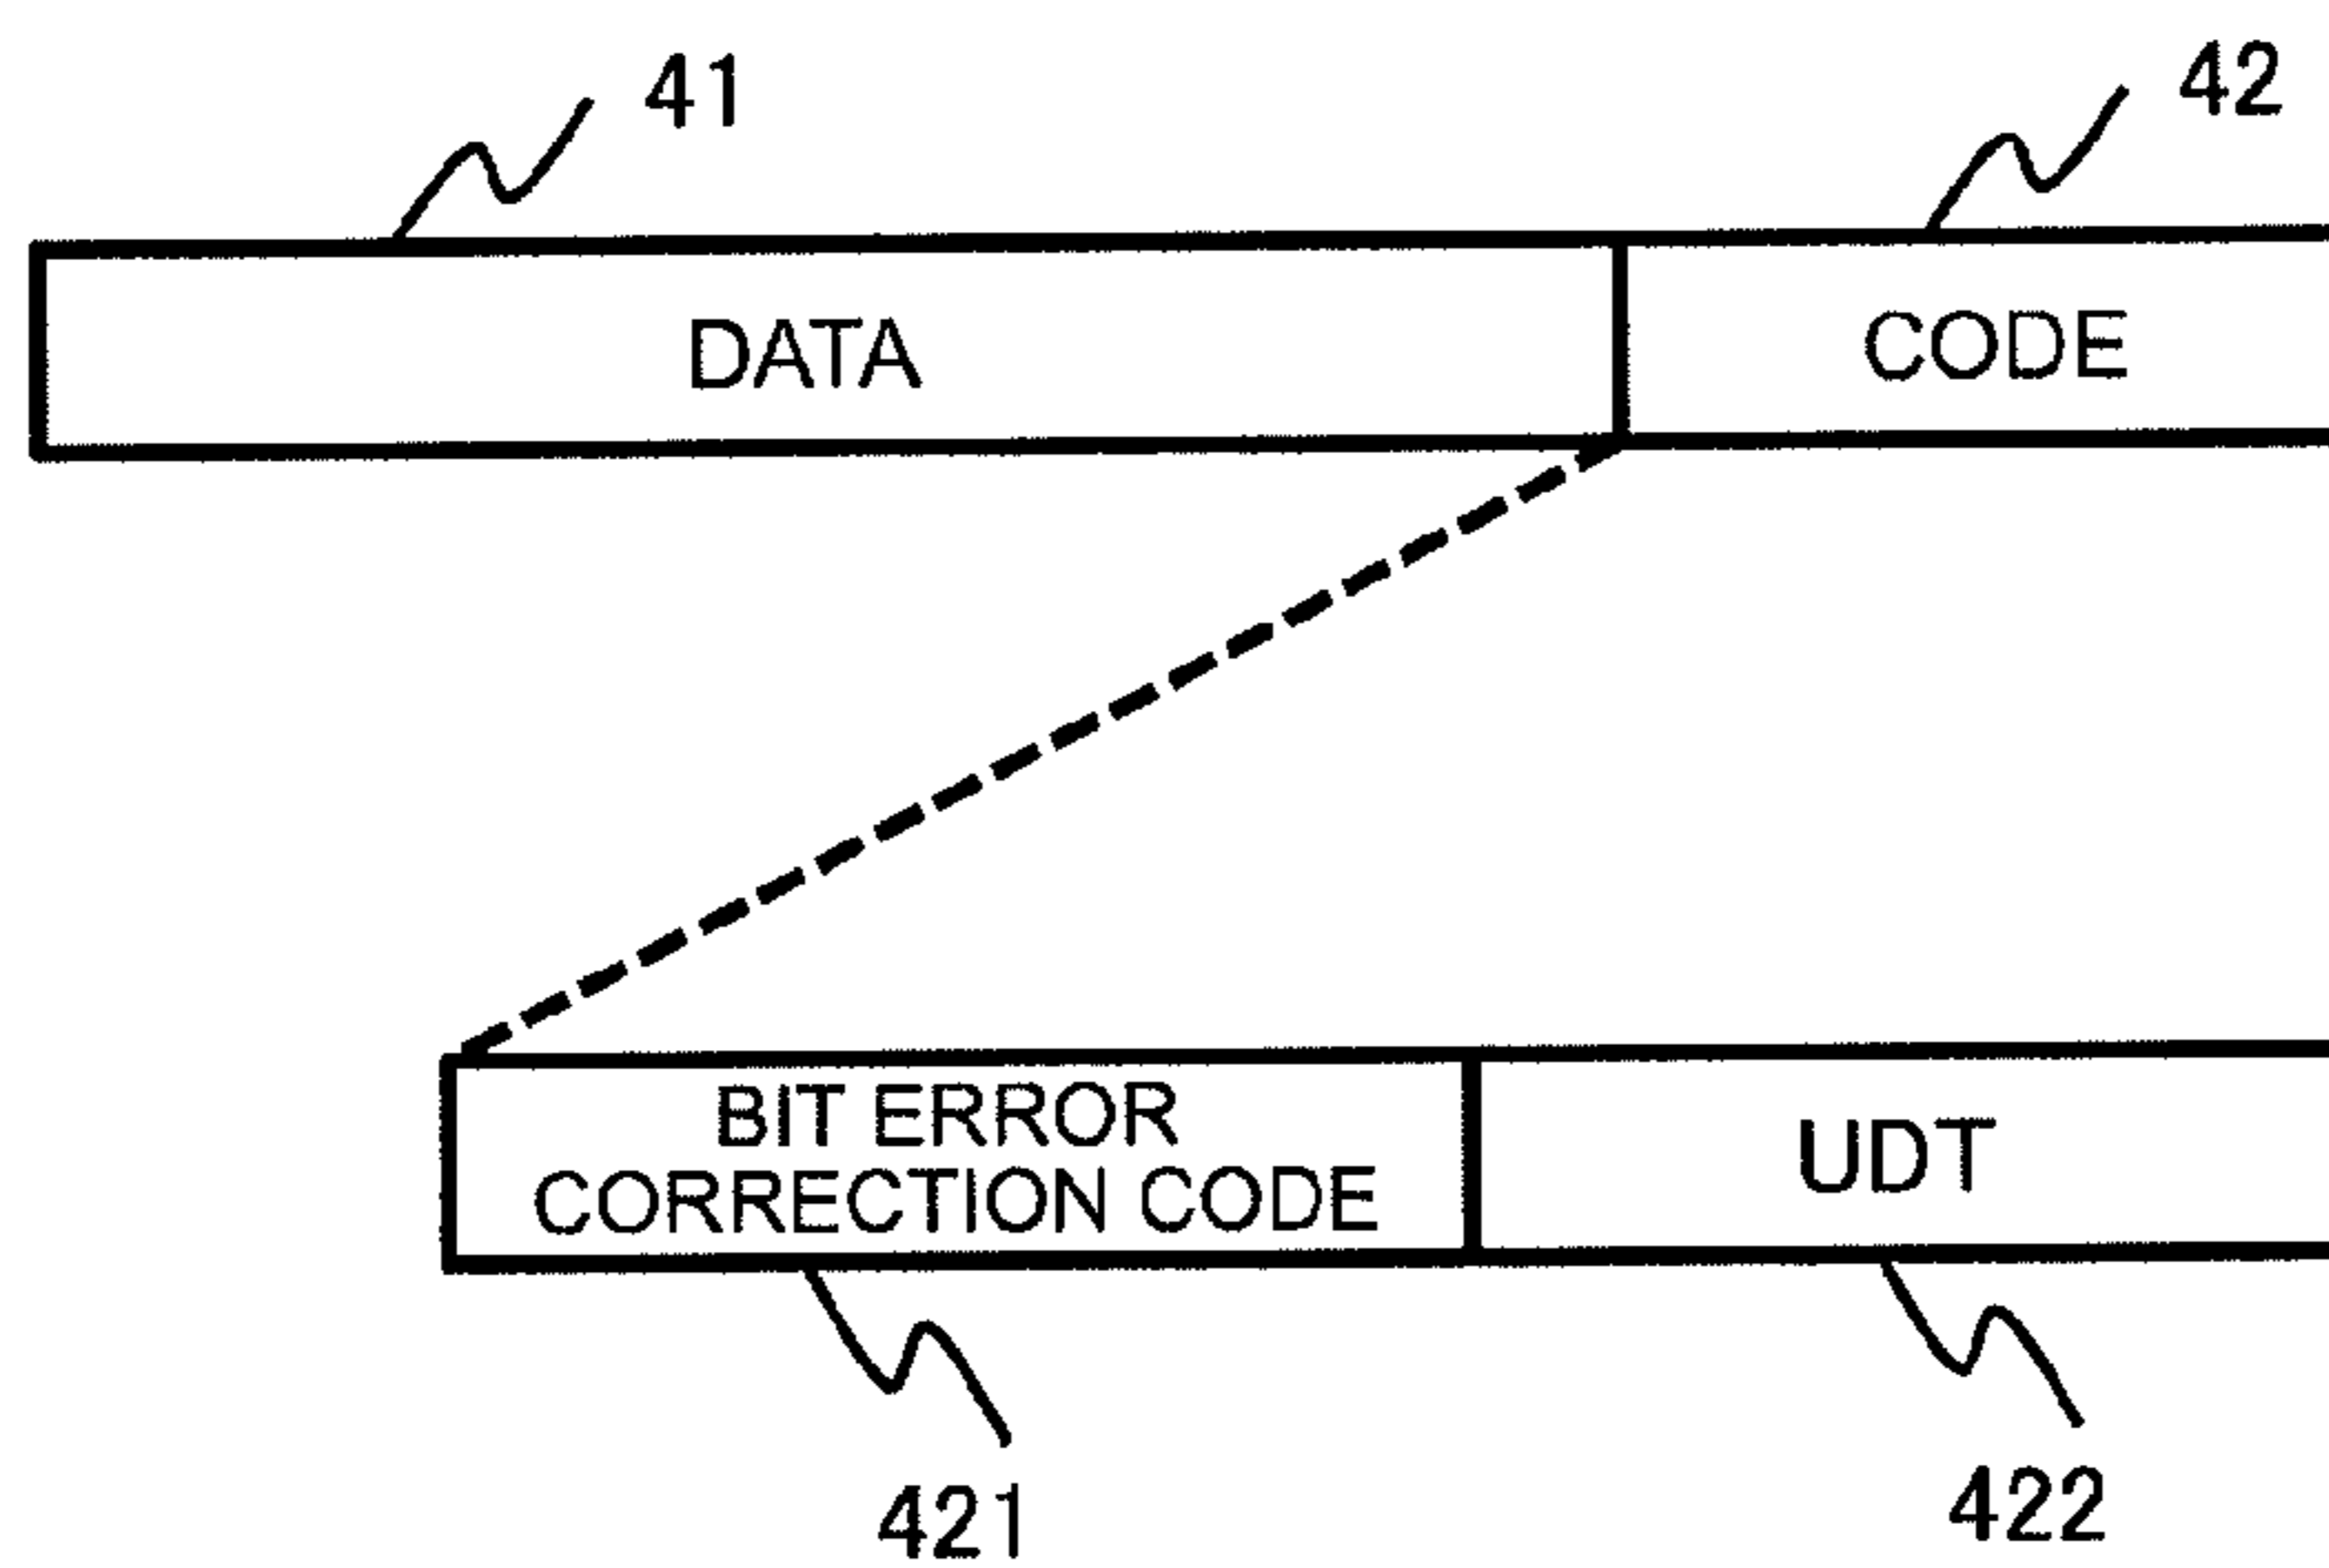 41
42
DATA
CODE
BIT ERROR
CORRECTION CODE
UDT
421
422